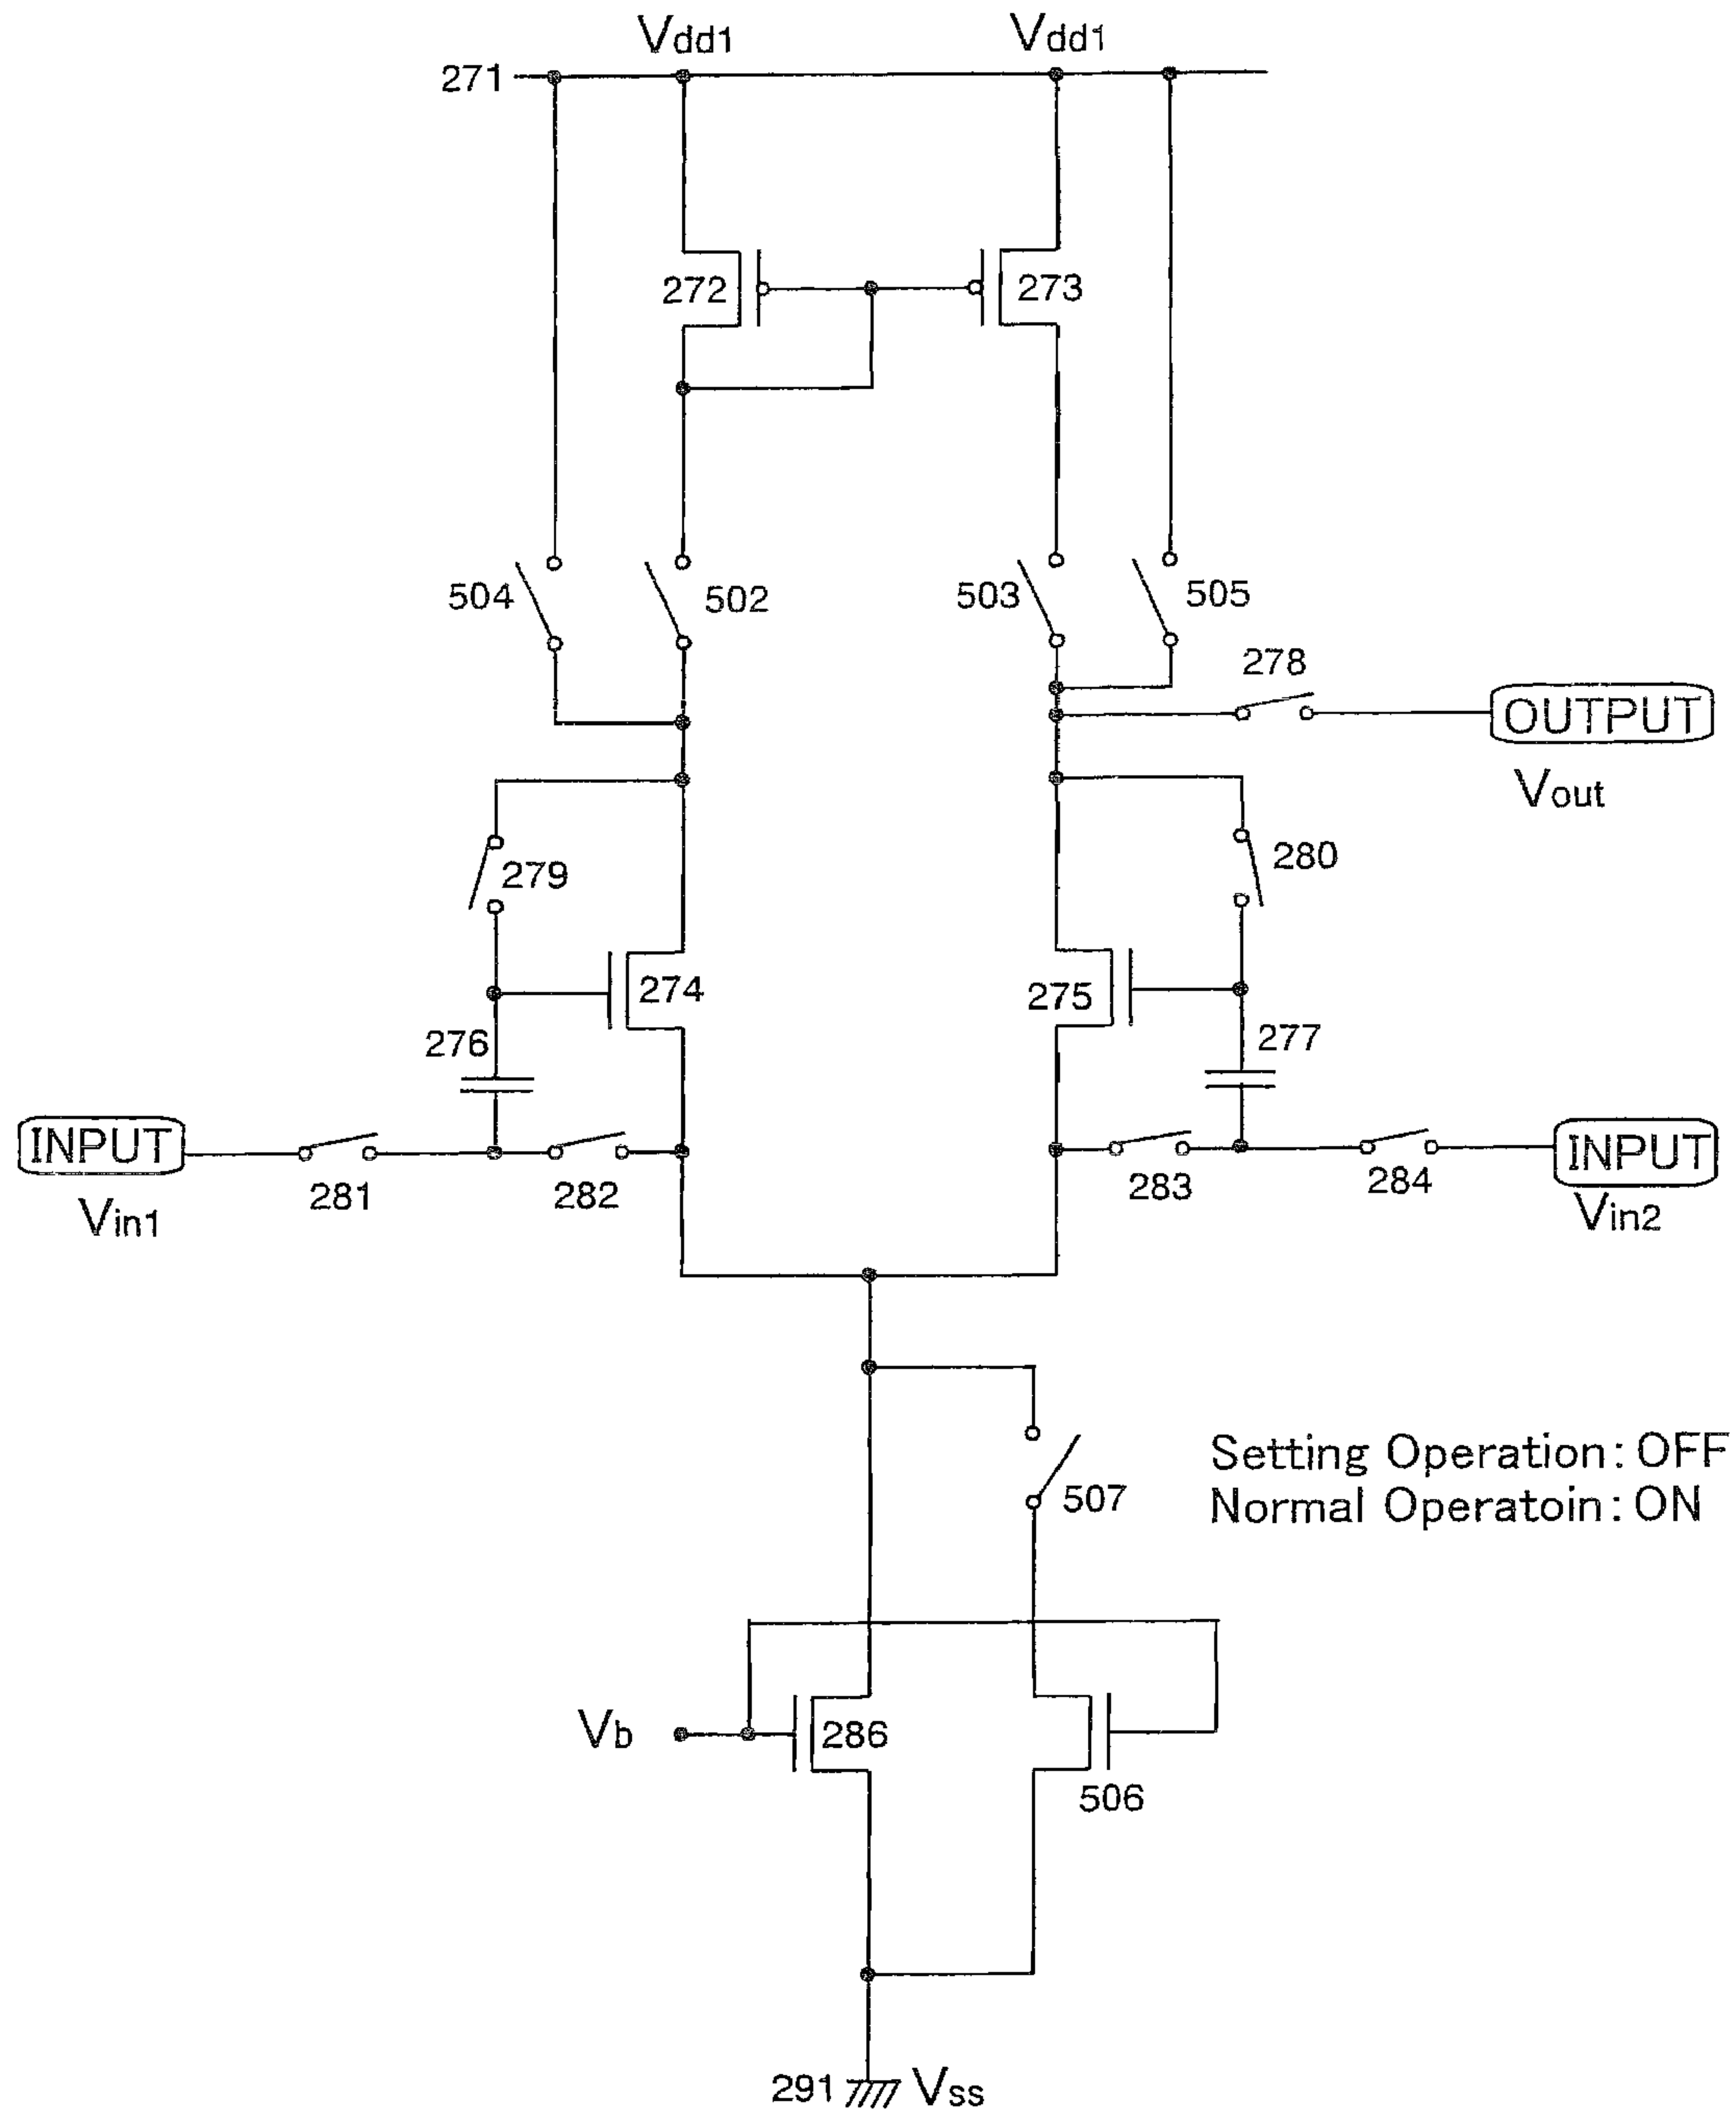 Vdd1
Vdd1
271
272
273
504
502
503
505
278
OUTPUT
Vout
279
280
274
275
276
277
INPUT
INPUT
281
282
283
284
Vin1
Vin2
Setting Operation: OFF
507
Normal Operatoin: ON
Vb
286
506
291
Vss